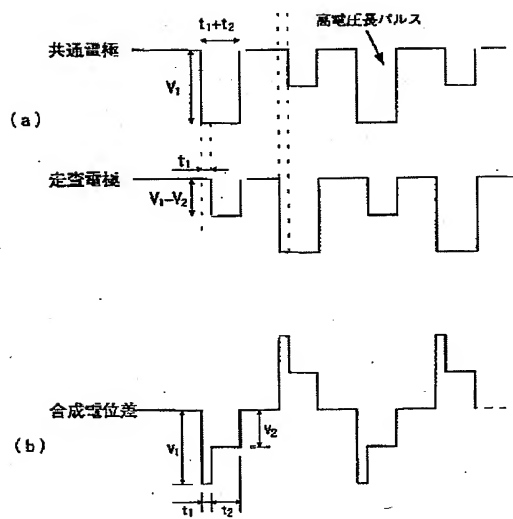 t₁+t₂
高電圧長パルス
共通電極
V₁
(a)
t₁
走査電極
V₁−V₂
合成電位差
V₂
(b)
V₁
t₁
t₂